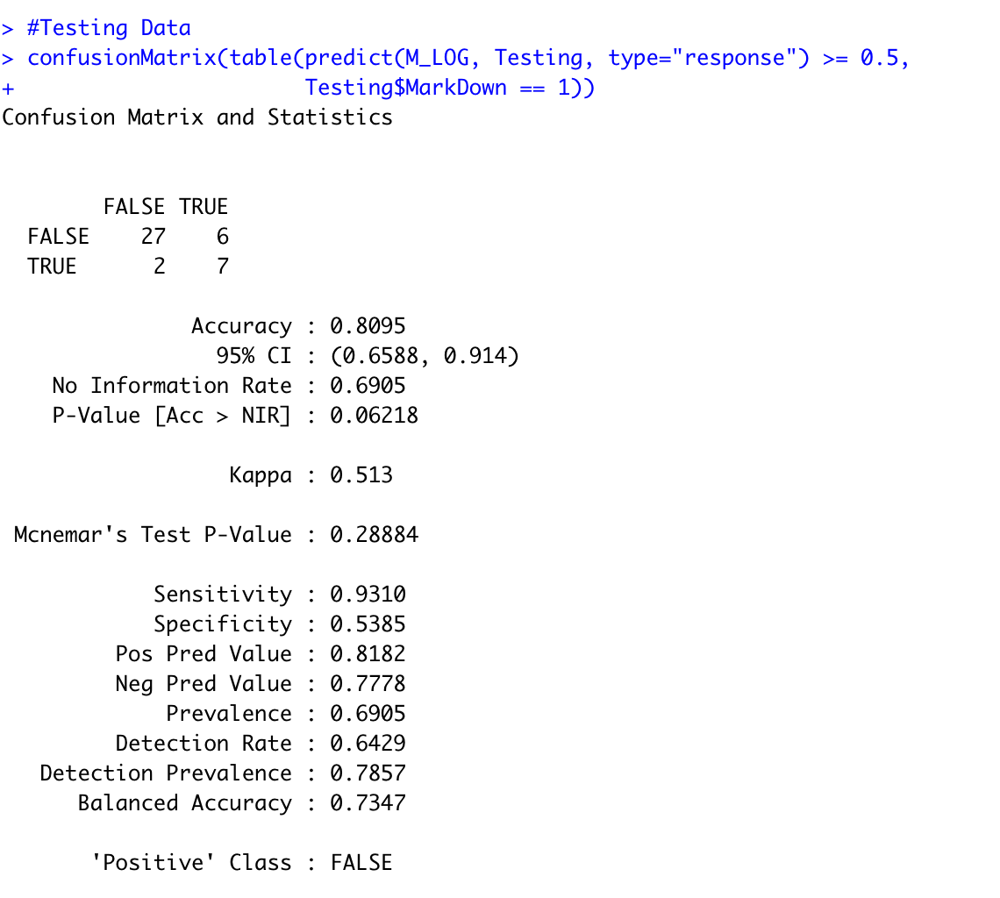 > #Testing Data
> confusionMatrix(table(predict(M_LOG, Testing, type="response") >= 0.5,
+                       Testing$MarkDown == 1))
Confusion Matrix and Statistics
        FALSE TRUE
  FALSE    27    6
  TRUE      2    7
               Accuracy : 0.8095
                 95% CI : (0.6588, 0.914)
    No Information Rate : 0.6905
    P-Value [Acc > NIR] : 0.06218
                  Kappa : 0.513
 Mcnemar's Test P-Value : 0.28884
            Sensitivity : 0.9310
            Specificity : 0.5385
         Pos Pred Value : 0.8182
         Neg Pred Value : 0.7778
             Prevalence : 0.6905
         Detection Rate : 0.6429
   Detection Prevalence : 0.7857
      Balanced Accuracy : 0.7347
       'Positive' Class : FALSE